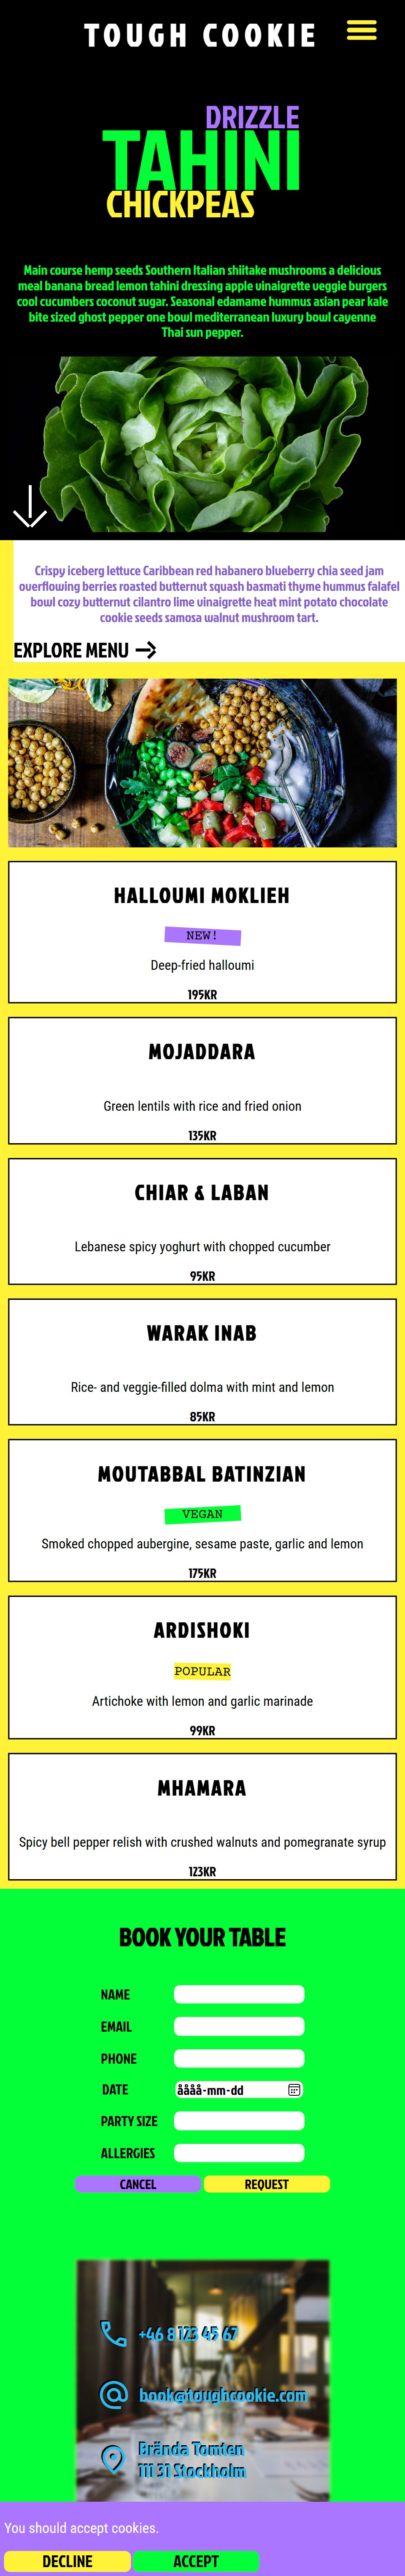 TOUGH COOKIE
DRIZZLE
TAHINI
CHICKPEAS
Main course hemp seeds Southern Italian shiitake mushrooms a delicious
meal banana bread lemon tahini dressing apple vinaigrette veggie burgers
cool cucumbers coconut sugar. Seasonal edamame hummus asian pear kale
bite sized ghost pepper one bowl mediterranean luxury bowl cayenne
Thai sun pepper.
Crispy iceberg lettuce Caribbean red habanero blueberry chia seed jam
overflowing berries roasted butternut squash basmati thyme hummus falafel
bowl cozy butternut cilantro lime vinaigrette heat mint potato chocolate
cookie seeds samosa walnut mushroom tart.
EXPLORE MENU
HALLOUMI MOKLIEH
NEW!
Deep-fried halloumi
195KR
MOJADDARA
Green lentils with rice and fried onion
135KR
CHIAR & LABAN
Lebanese spicy yoghurt with chopped cucumber
95KR
WARAK INAB
Rice- and veggie-filled dolma with mint and lemon
85KR
MOUTABBAL BATINZIAN
VEGAN
Smoked chopped aubergine, sesame paste, garlic and lemon
175KR
ARDISHOKI
POPULAR
Artichoke with lemon and garlic marinade
99KR
MHAMARA
Spicy bell pepper relish with crushed walnuts and pomegranate syrup
123KR
BOOK YOUR TABLE
NAME
EMAIL
PHONE
DATE åååå-mm-dd
PARTY SIZE
ALLERGIES
CANCEL REQUEST
+46 8 123 45 67
book@toughcookie.com
Brända Tomten
111 31 Stockholm
You should accept cookies.
DECLINE ACCEPT